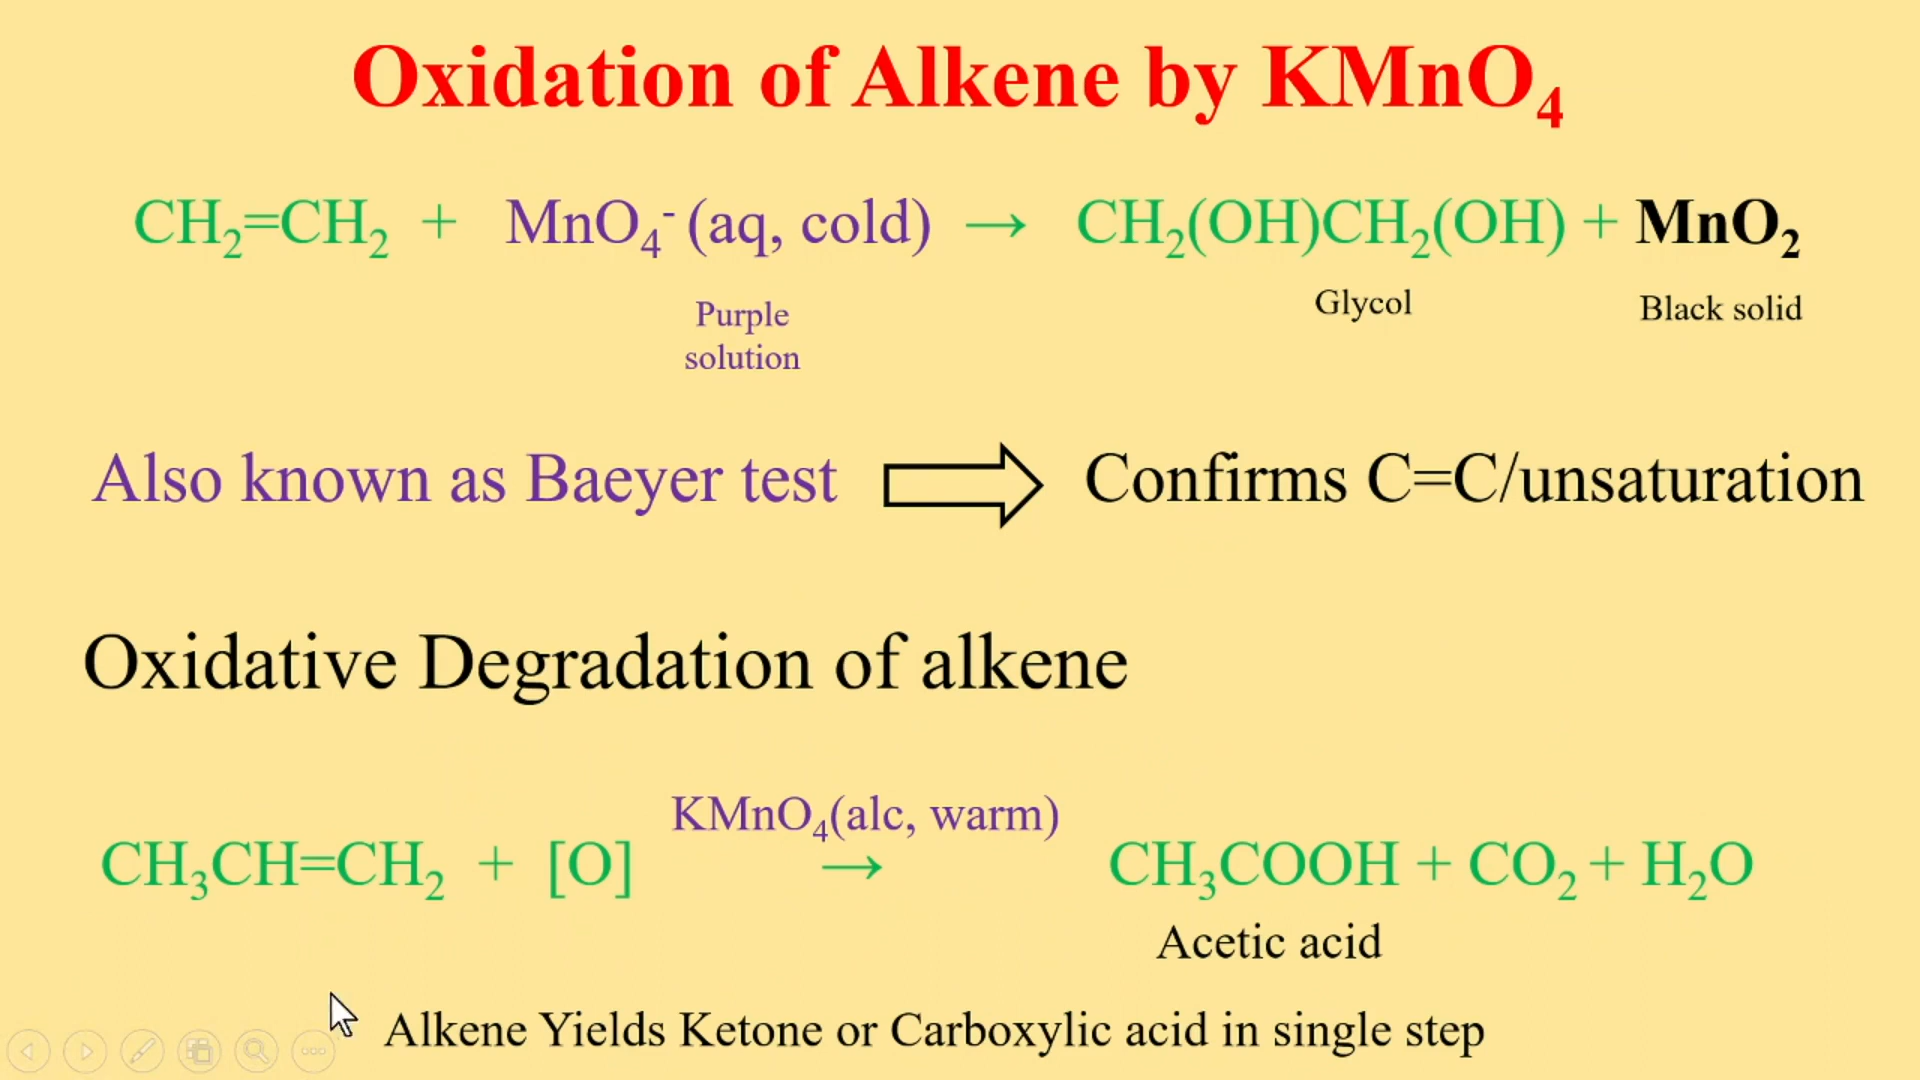 Oxidation of Alkene by KMnO₄
CH₂=CH₂ + MnO₄⁻ (aq, cold) → CH₂(OH)CH₂(OH) + MnO₂
Purple
solution
Glycol
Black solid
Also known as Baeyer test
Confirms C=C/unsaturation
Oxidative Degradation of alkene
KMnO₄(alc, warm)
CH₃CH=CH₂ + [O] → CH₃COOH + CO₂ + H₂O
Acetic acid
Alkene Yields Ketone or Carboxylic acid in single step